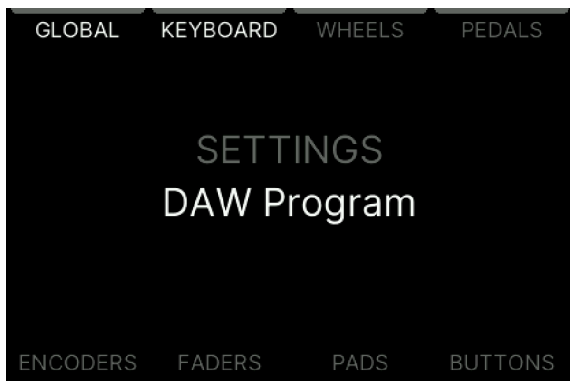 GLOBAL KEYBOARD WHEELS PEDALS
SETTINGS
DAW Program
ENCODERS FADERS PADS BUTTONS